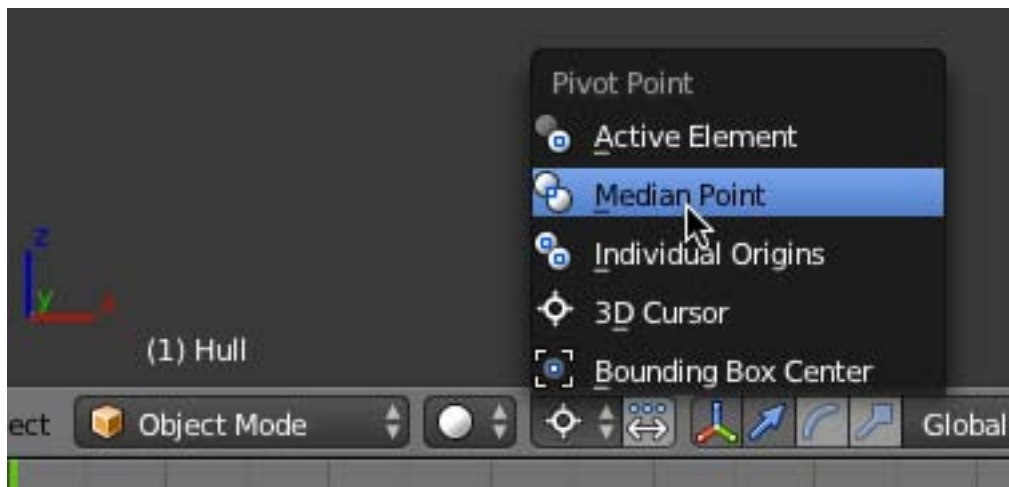 Pivot Point
Active Element
Median Point
Individual Origins
3D Cursor
Bounding Box Center
z
y
x
(1) Hull
ect
Object Mode
Global